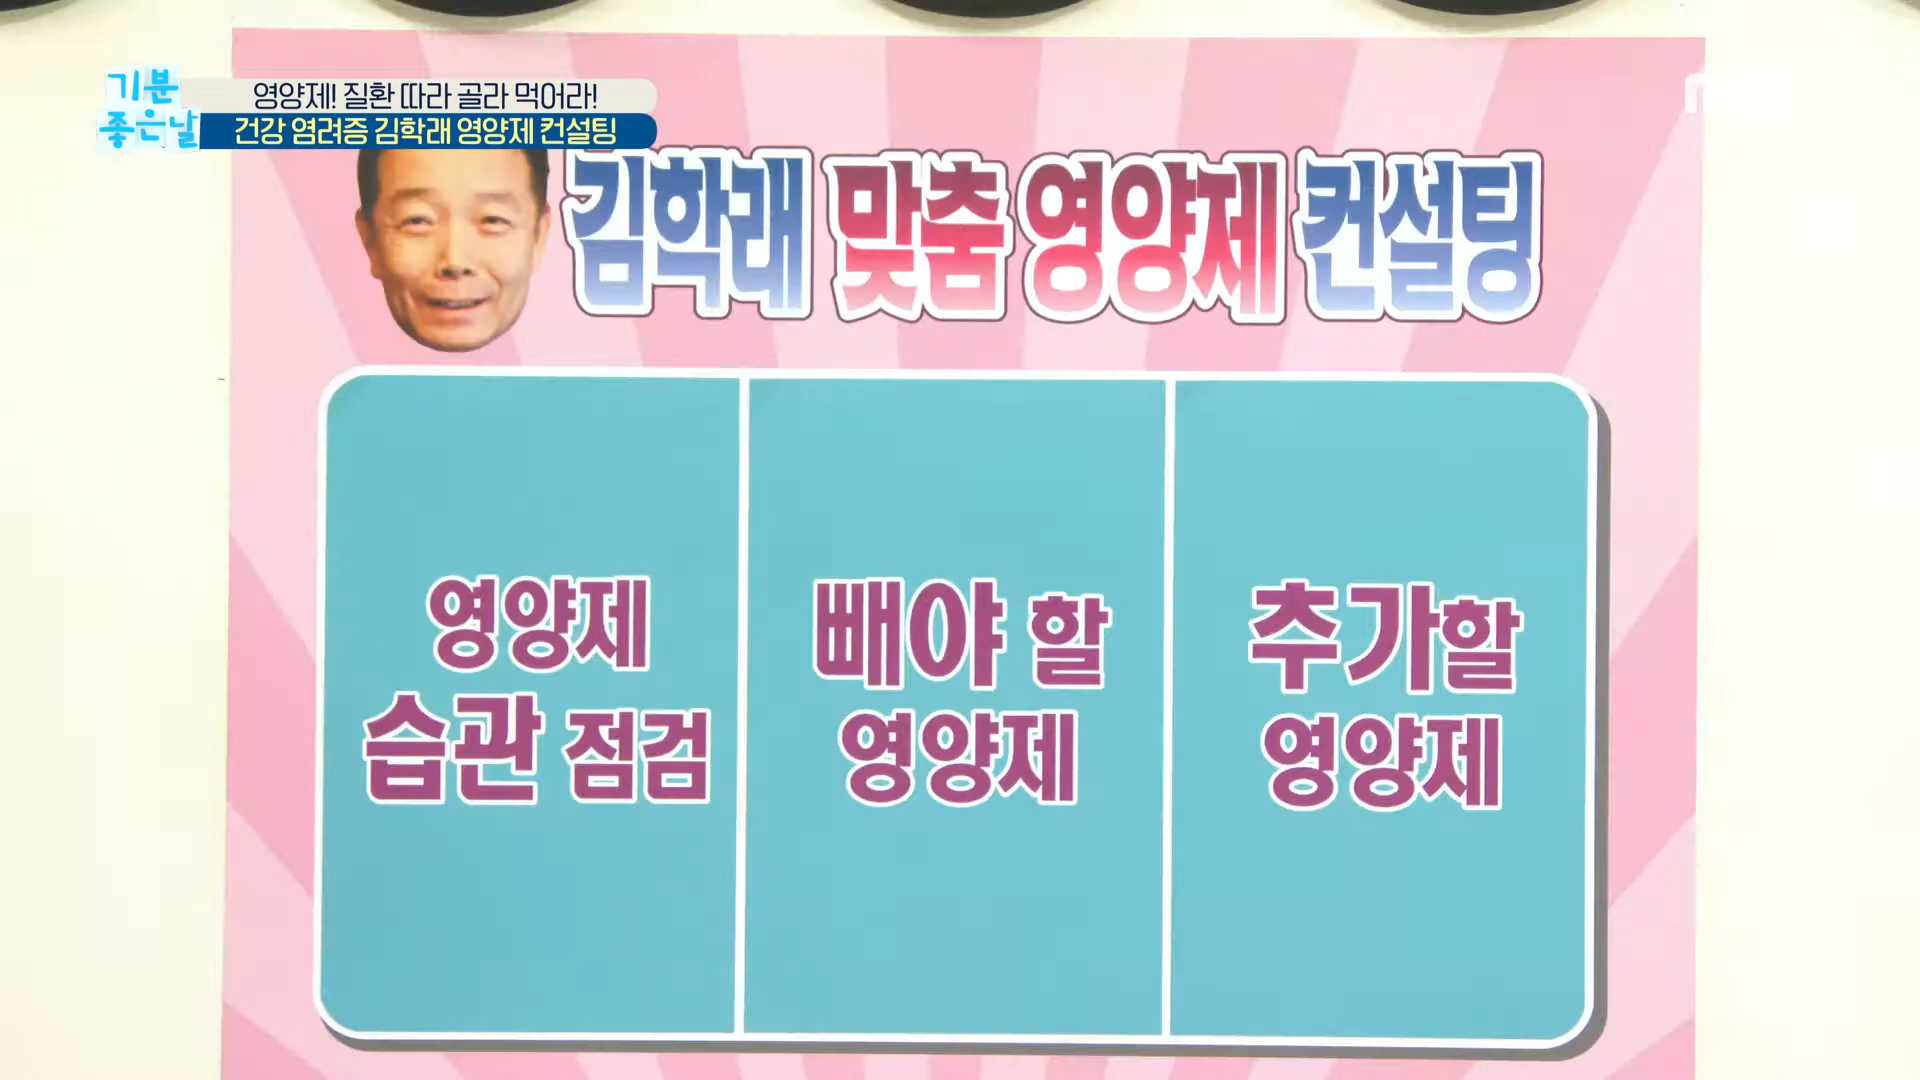 기분
좋은날
영양제! 질환 따라 골라 먹어라!
건강 염려증 김학래 영양제 컨설팅
김학래 맞춤 영양제 컨설팅
영양제
습관 점검
빼야 할
영양제
추가할
영양제